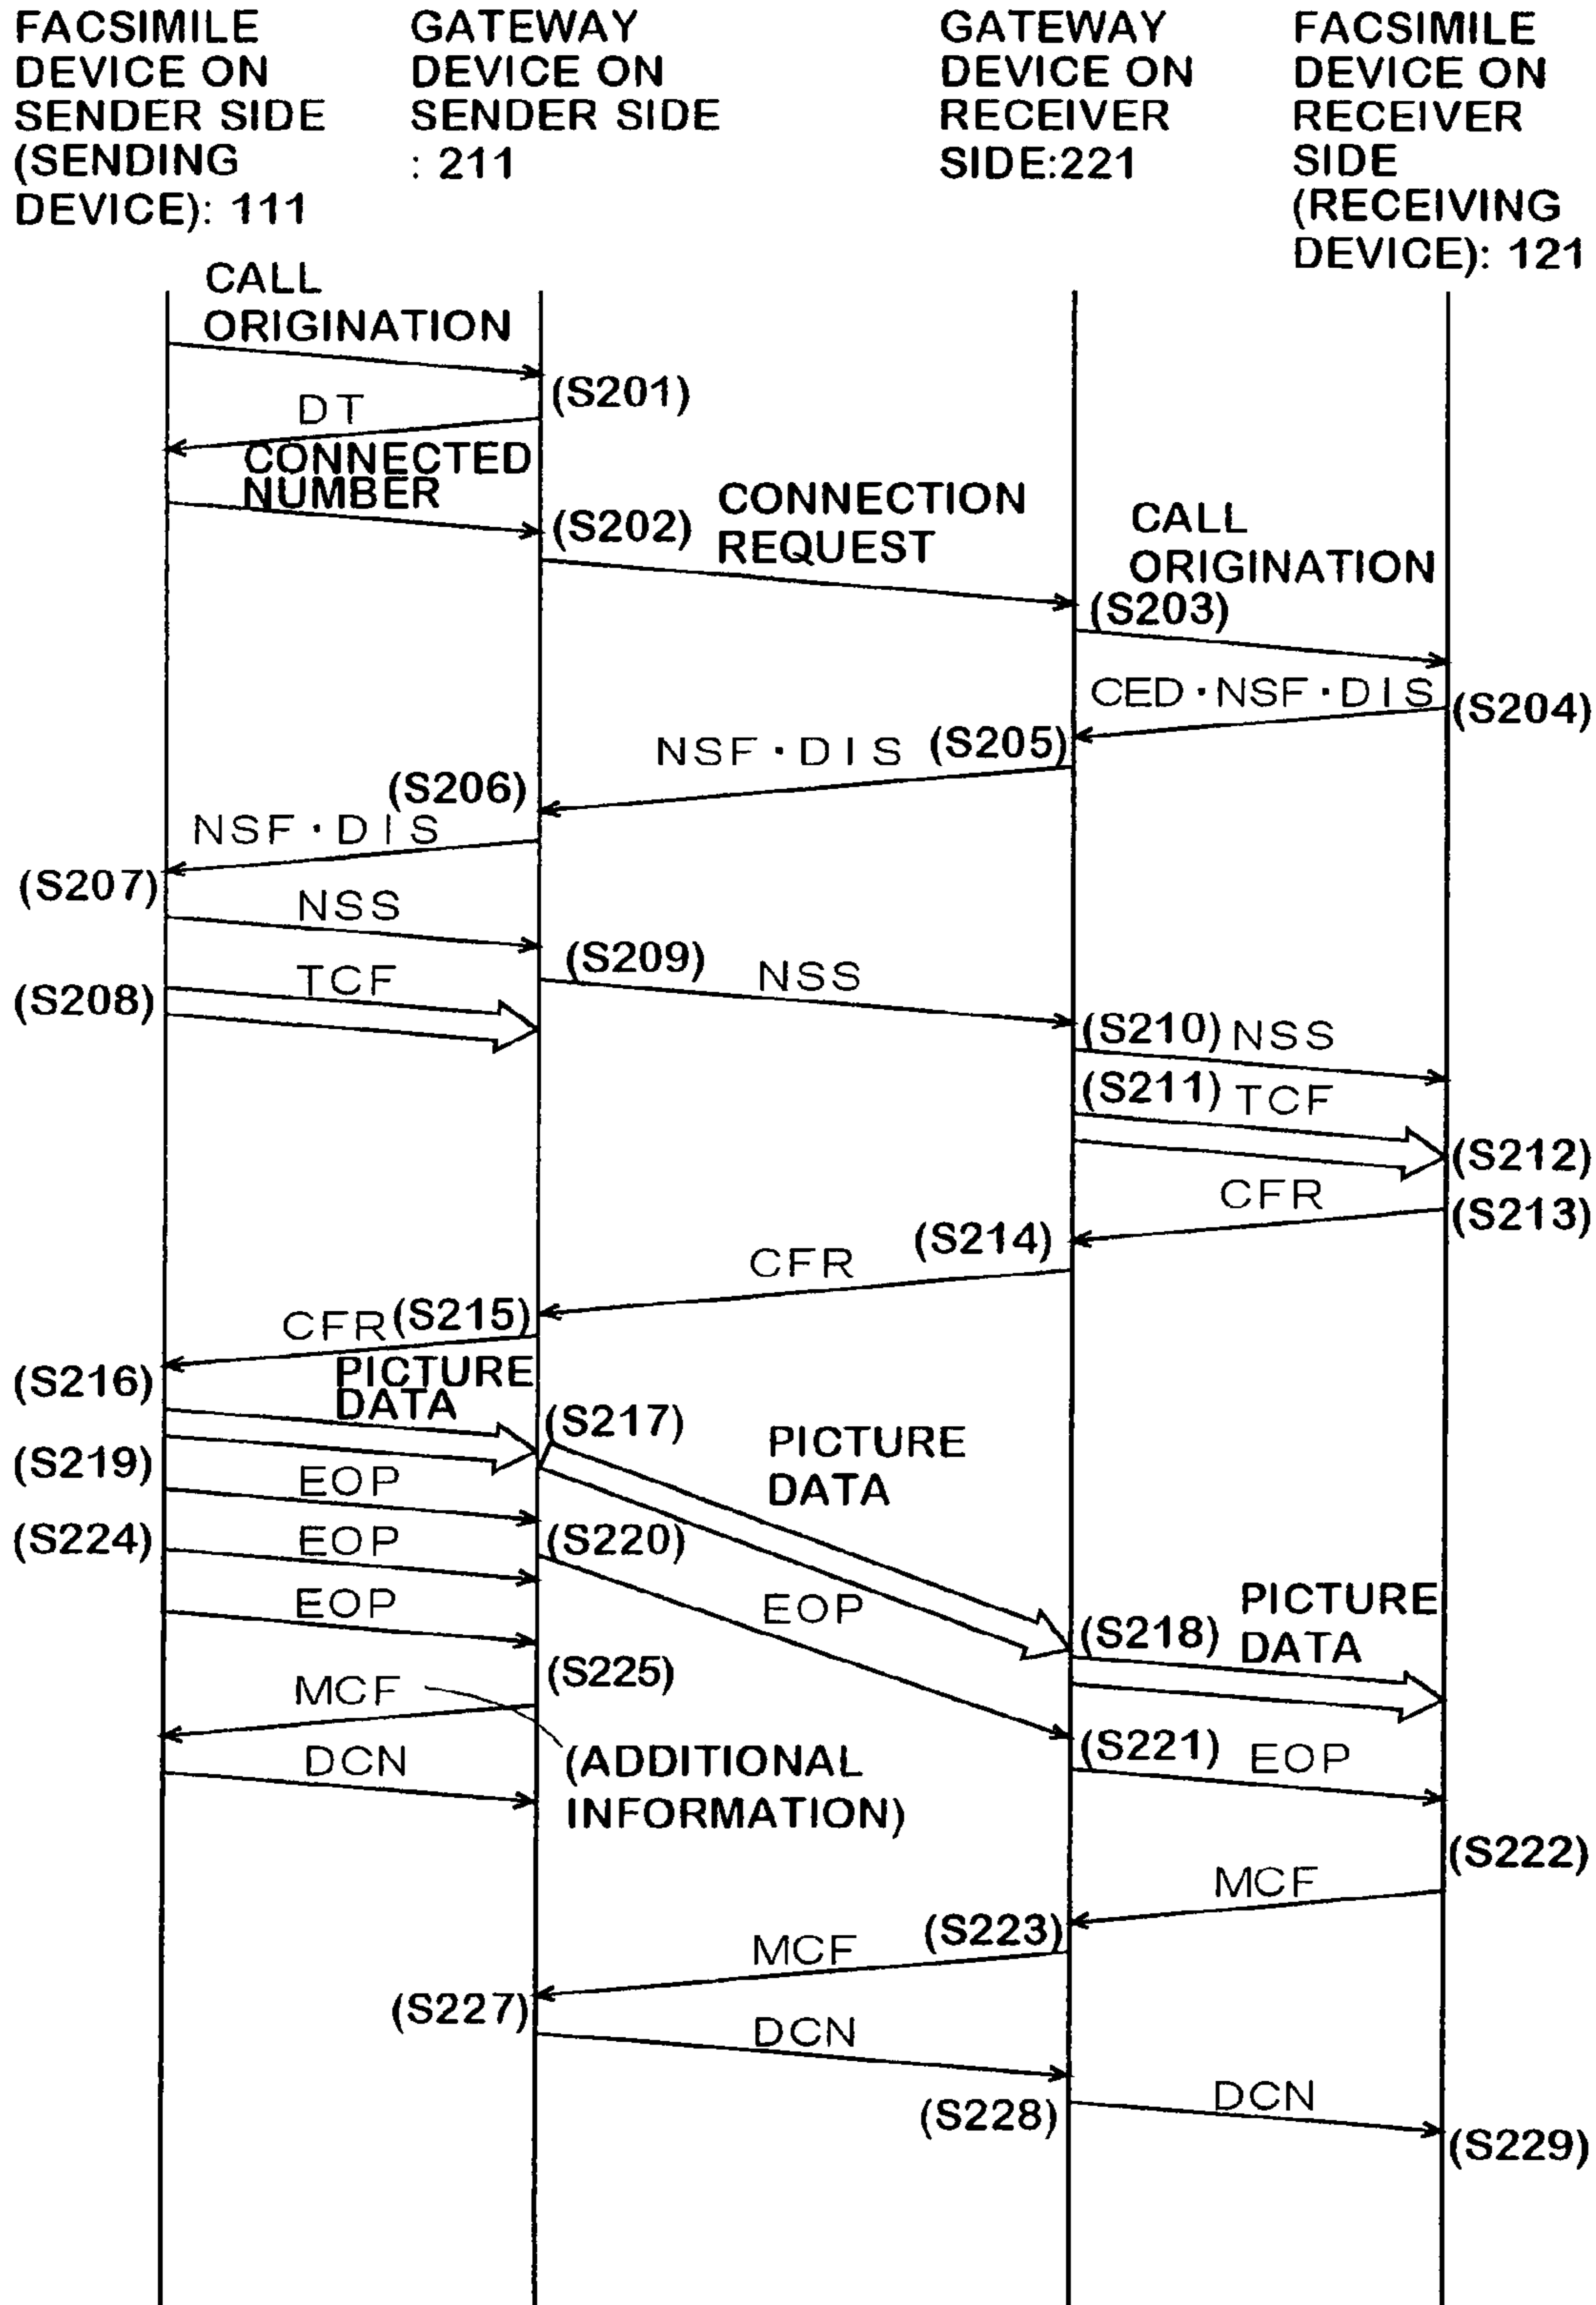 FACSIMILE
DEVICE ON
SENDER SIDE
(SENDING
DEVICE): 111
GATEWAY
DEVICE ON
SENDER SIDE
: 211
GATEWAY
DEVICE ON
RECEIVER
SIDE:221
FACSIMILE
DEVICE ON
RECEIVER
SIDE
(RECEIVING
DEVICE): 121
CALL
ORIGINATION
(S201)
DT
CONNECTED
NUMBER
(S202)
CONNECTION
REQUEST
CALL
ORIGINATION
(S203)
CED・NSF・DIS
(S204)
(S205)
NSF・DIS
(S206)
NSF・DIS
(S207)
NSS
(S208)
TCF
(S209)
NSS
(S210)
NSS
(S211)
TCF
(S212)
CFR
(S213)
(S214)
CFR
(S215)
CFR
(S216)
PICTURE
DATA
(S217)
PICTURE
DATA
(S219)
EOP
(S224)
EOP
(S220)
EOP
EOP
(S218)
PICTURE
DATA
(S225)
MCF
(ADDITIONAL
INFORMATION)
DCN
(S221)
EOP
(S222)
MCF
(S223)
MCF
(S227)
DCN
(S228)
DCN
(S229)